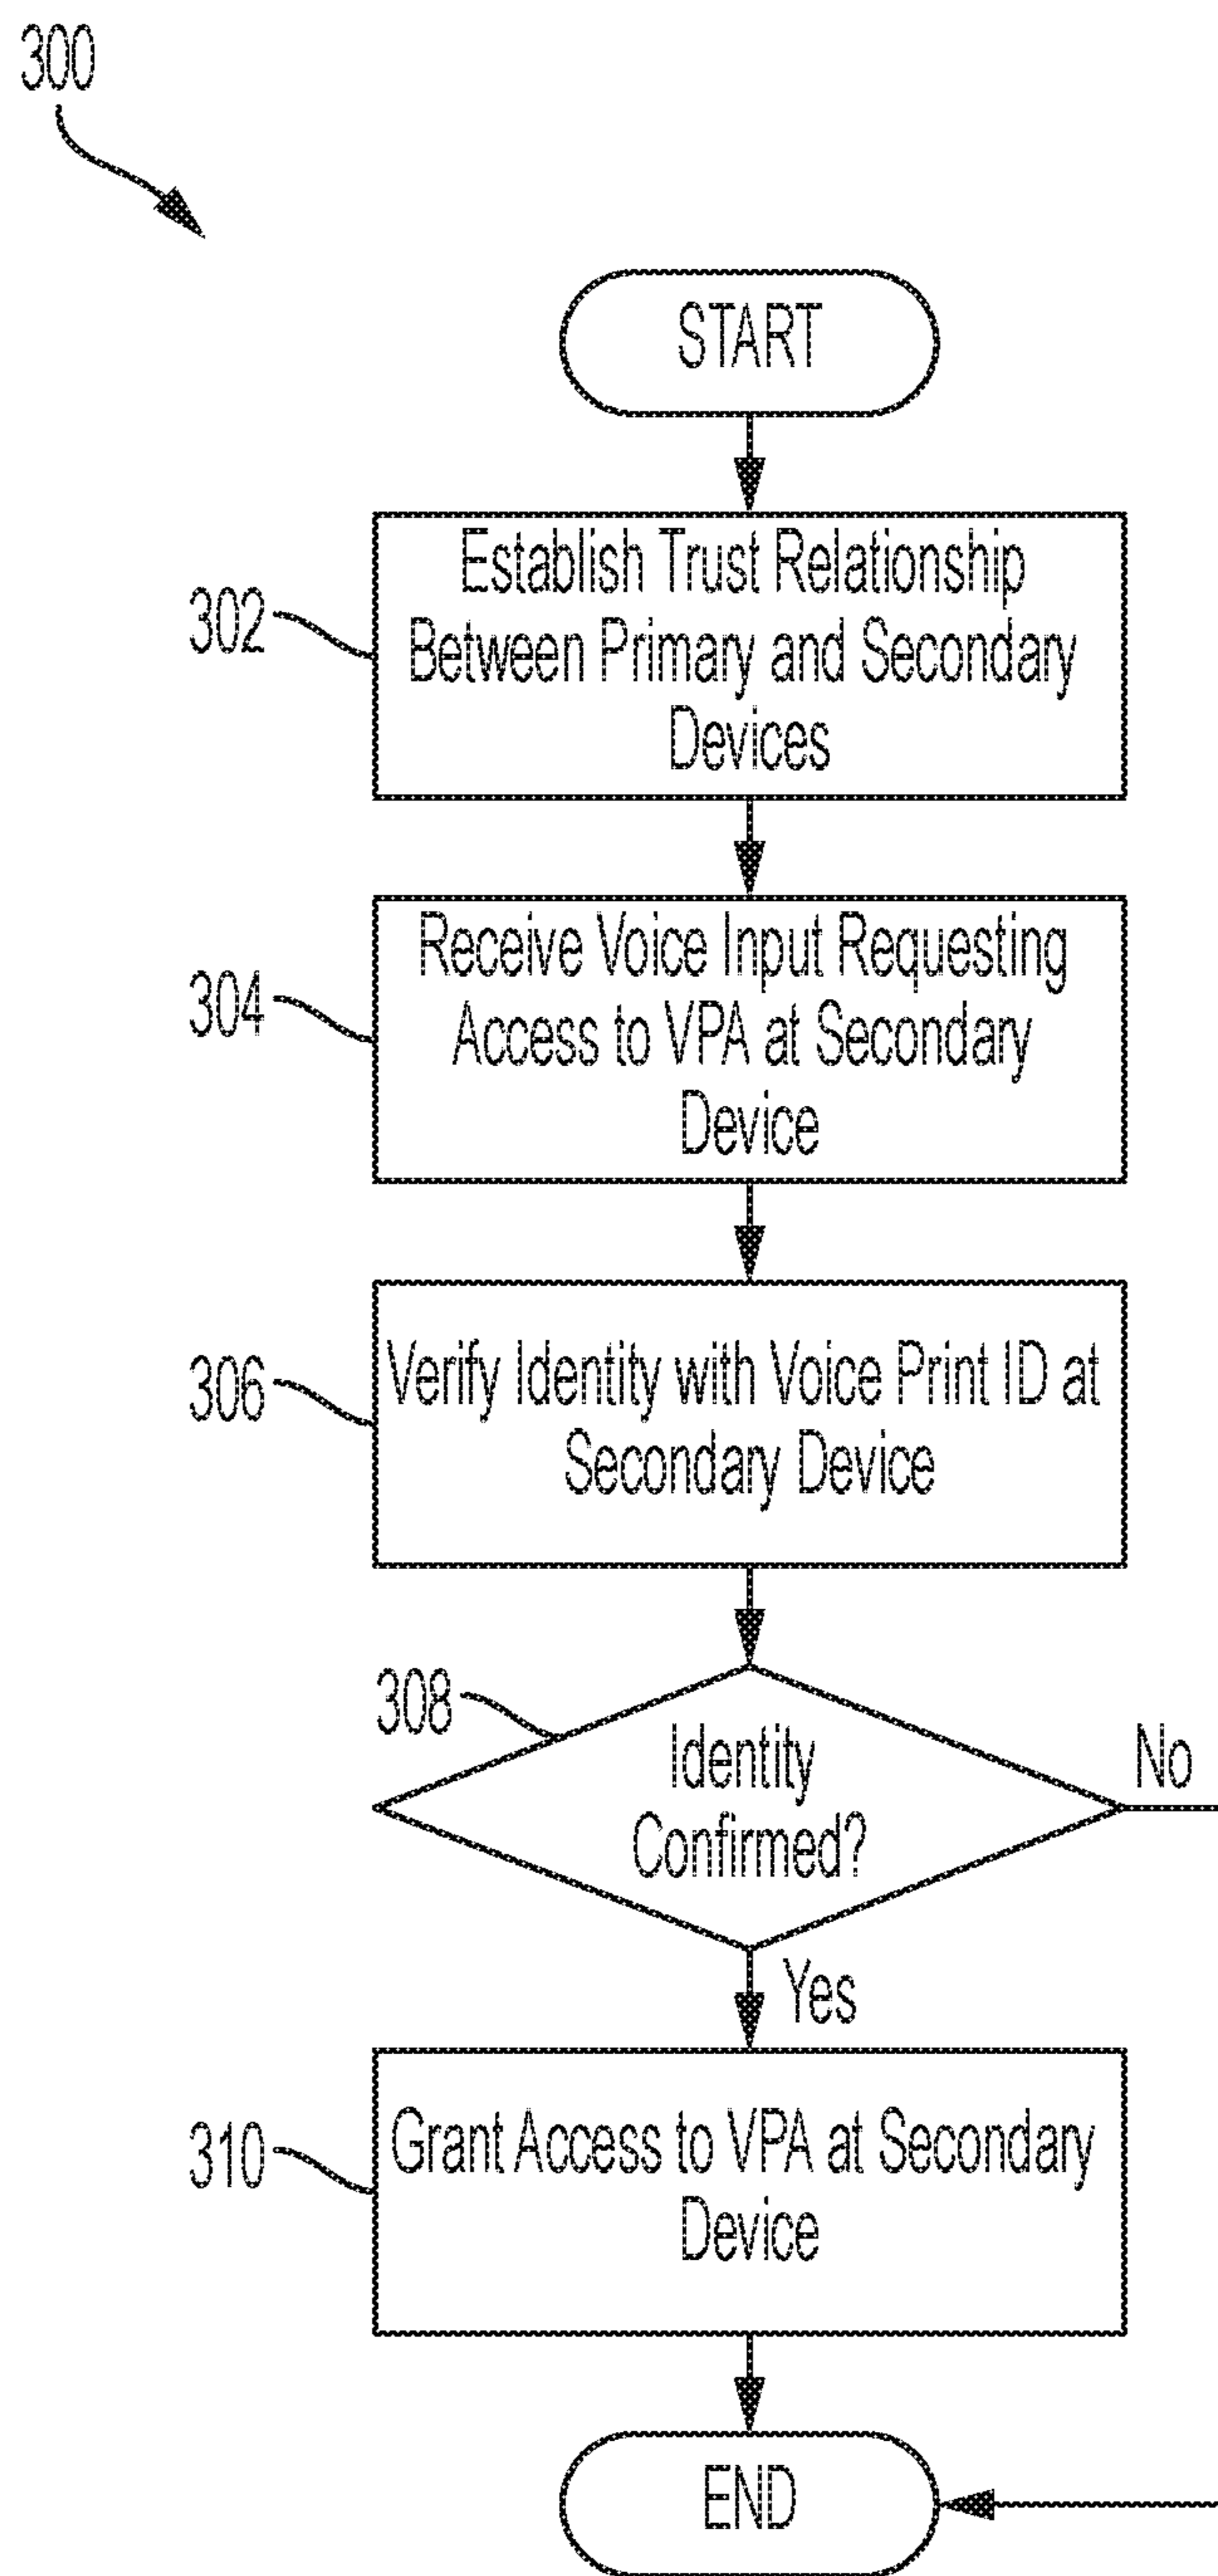 300
START
302
Establish Trust Relationship
Between Primary and Secondary
Devices
304
Receive Voice Input Requesting
Access to VPA at Secondary
Device
306
Verify Identity with Voice Print ID at
Secondary Device
308
Identity
Confirmed?
No
Yes
310
Grant Access to VPA at Secondary
Device
END